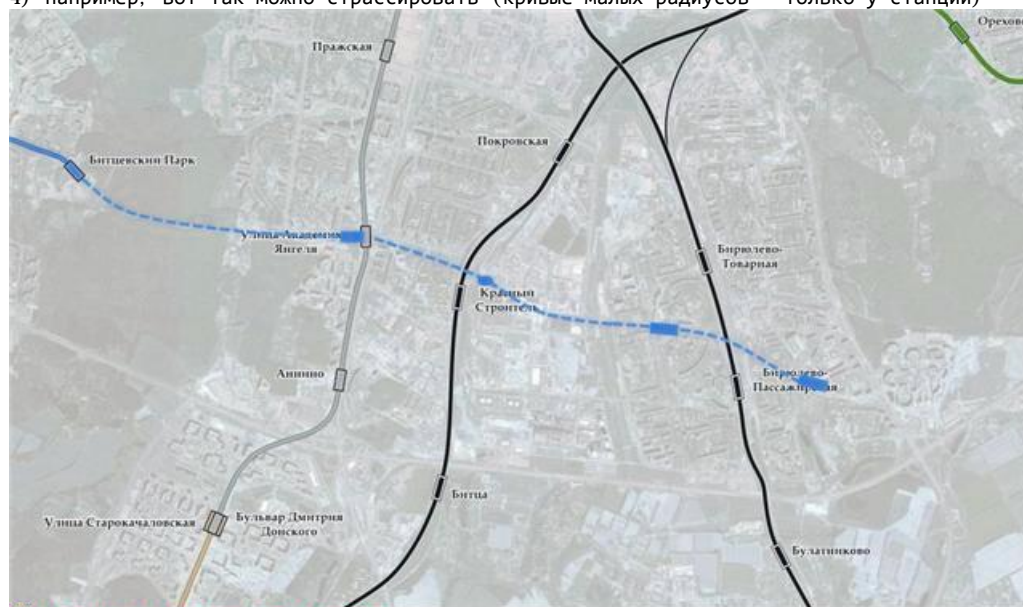 4) Например, вот так можно страссировать (кривые малых радиусов - только у станций)
Пражская
Орехово
Покровская
Битцевский Парк
Улица Академика
Янгеля
Бирюлево-
Товарная
Красный
Строитель
Аннино
Бирюлево-
Пассажирская
Битца
Улица Старокачаловская
Бульвар Дмитрия
Донского
Булатниково